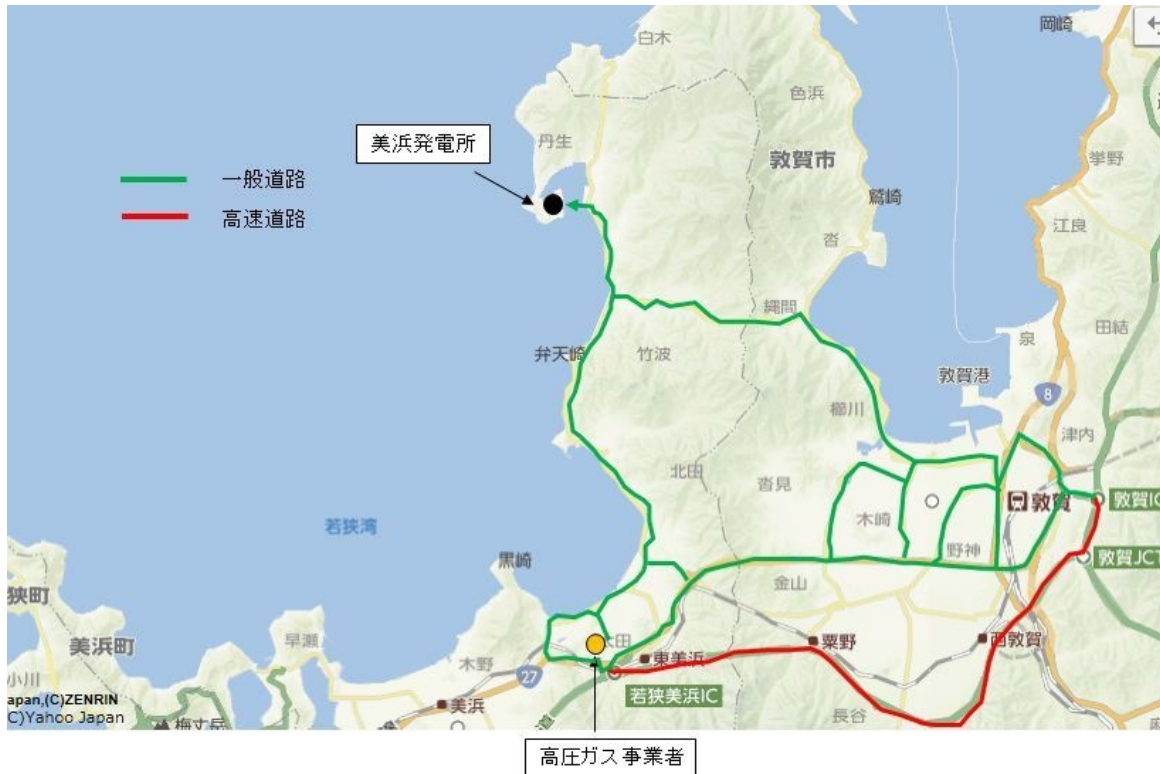 岡崎
白木
色浜
美浜発電所
丹生
敦賀市
挙野
一般道路
鷲崎
高速道路
江良
沓
縄間
田結
泉
弁天崎
竹波
敦賀港
8
櫛川
津内
北田
沓見
敦賀
敦賀IC
木崎
若狭湾
野神
黒崎
敦賀JCT
金山
狭町
美浜町
早瀬
太田
粟野
西敦賀
木野
東美浜
小川
27
若狭美浜IC
apan,(C)ZENRIN
美浜
C)Yahoo Japan
梅丈岳
道
長谷
高圧ガス事業者